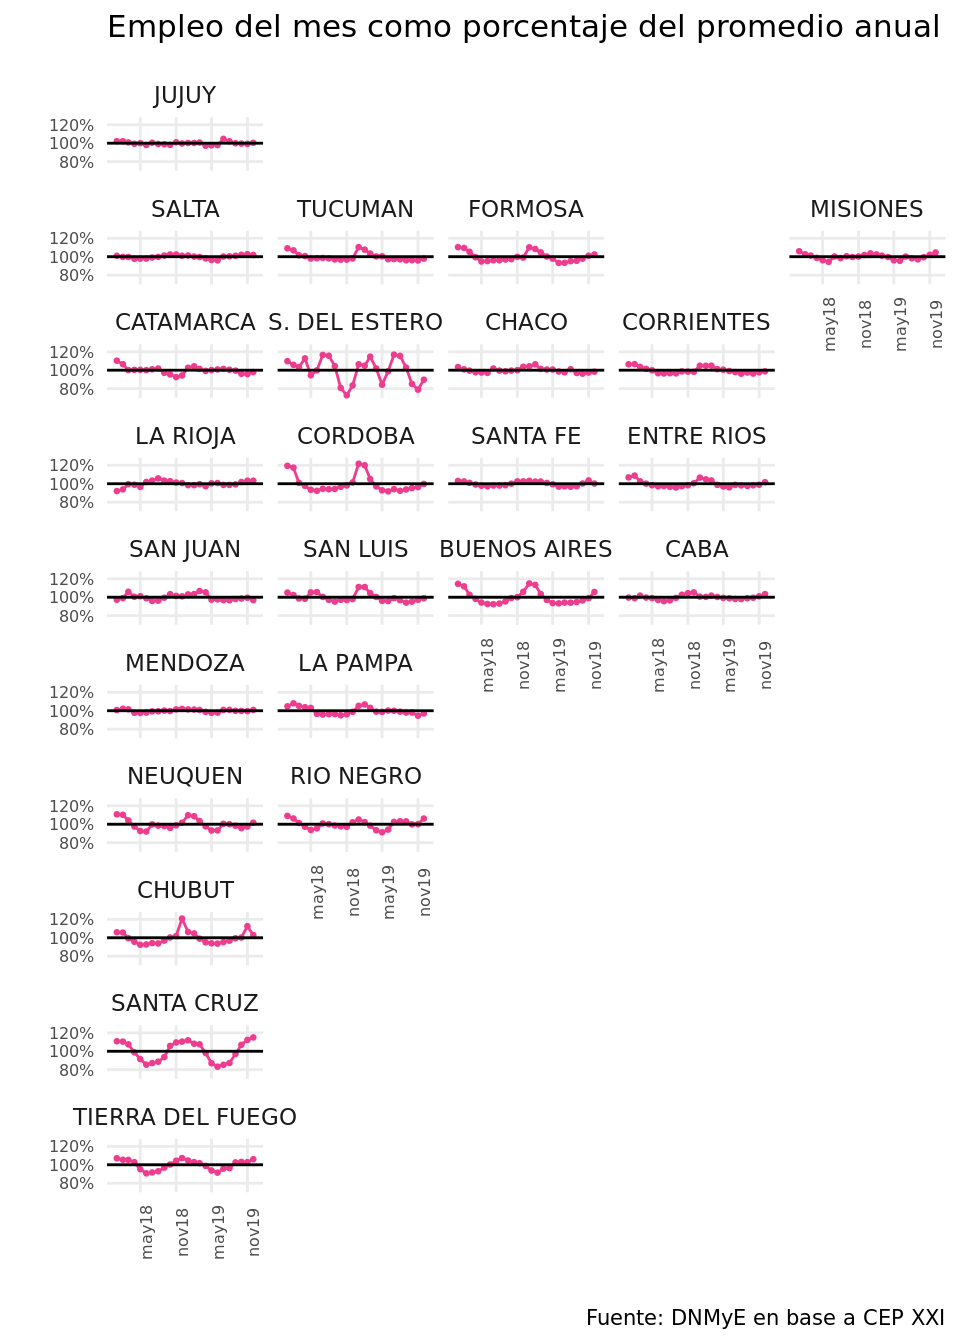 Empleo del mes como porcentaje del promedio anual
JUJUY
120%
100%
80%
SALTA TUCUMAN FORMOSA MISIONES
120%
100%
80%
may18 nov18 may19 nov19
CATAMARCA S. DEL ESTERO CHACO CORRIENTES
120%
100%
80%
LA RIOJA CORDOBA SANTA FE ENTRE RIOS
120%
100%
80%
SAN JUAN SAN LUIS BUENOS AIRES CABA
120%
100%
80%
may18 nov18 may19 nov19 may18 nov18 may19 nov19
MENDOZA LA PAMPA
120%
100%
80%
NEUQUEN RIO NEGRO
120%
100%
80%
may18 nov18 may19 nov19
CHUBUT
120%
100%
80%
SANTA CRUZ
120%
100%
80%
TIERRA DEL FUEGO
120%
100%
80%
may18 nov18 may19 nov19
Fuente: DNMyE en base a CEP XXI